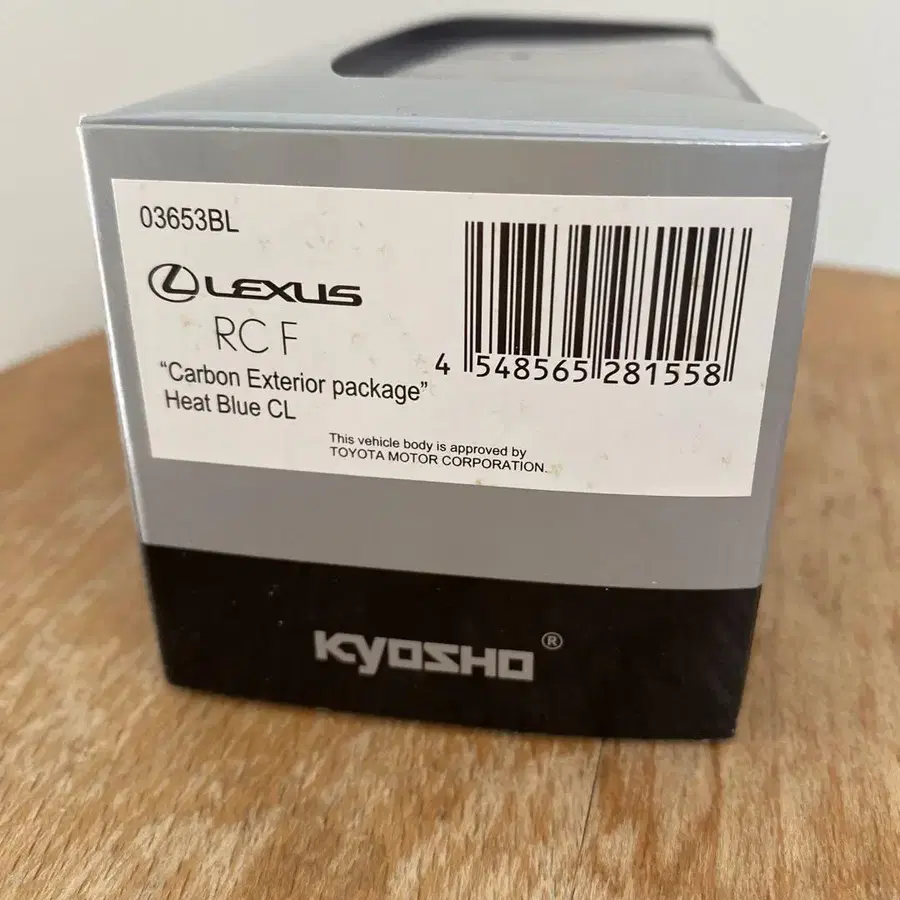 03653BL
LEXUS
RC F
“Carbon Exterior package”
Heat Blue CL
4 548565 281558
This vehicle body is approved by
TOYOTA MOTOR CORPORATION.
KYOSHO ®